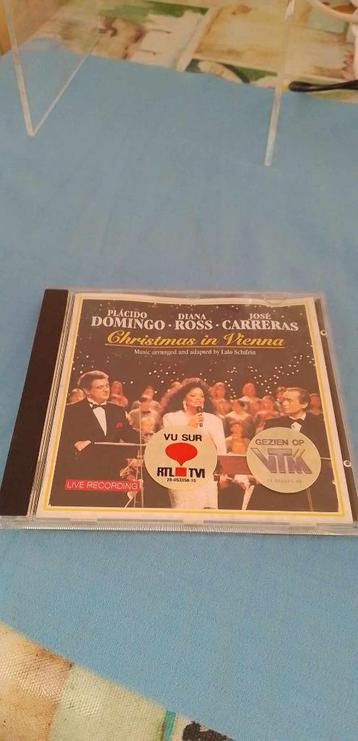 PLÁCIDO DIANA JOSÉ
DOMINGO · ROSS · CARRERAS
Christmas in Vienna
Music arranged and adapted by Lalo Schifrin
VU SUR
RTL TVI
GEZIEN OP
VTM
LIVE RECORDING